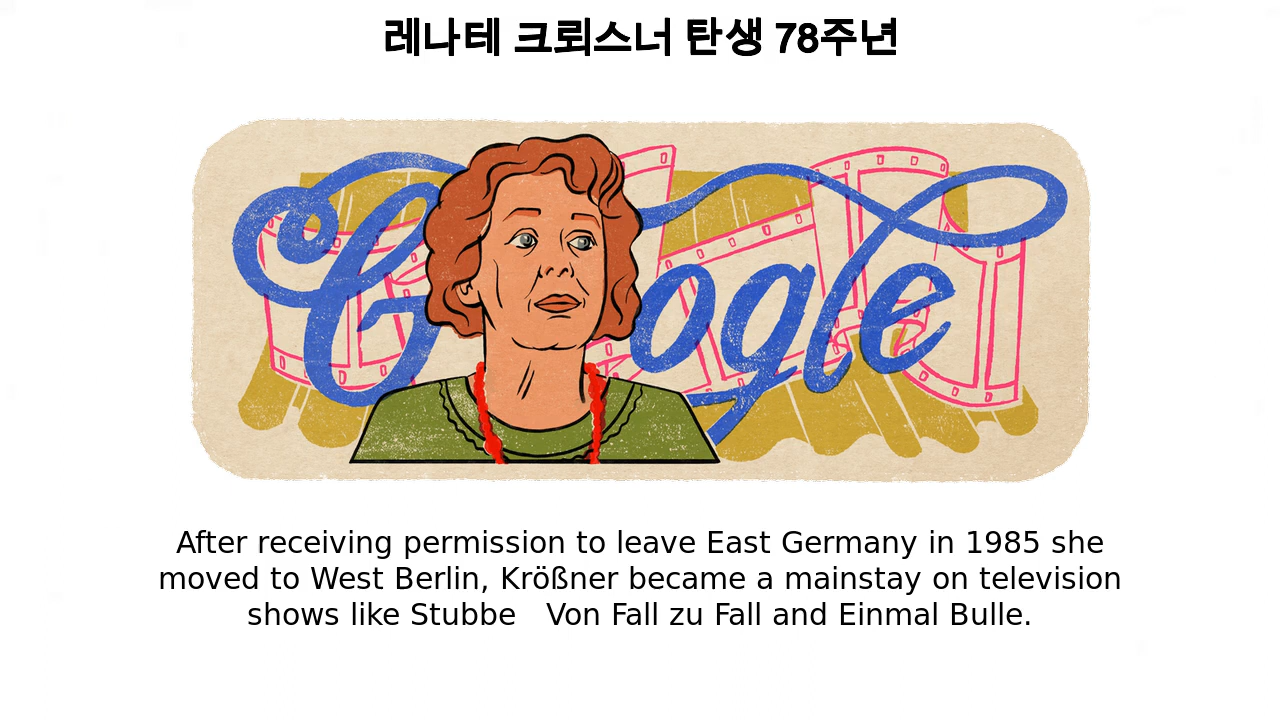 레나테 크뢰스너 탄생 78주년
Google
After receiving permission to leave East Germany in 1985 she
moved to West Berlin, Krößner became a mainstay on television
shows like Stubbe   Von Fall zu Fall and Einmal Bulle.